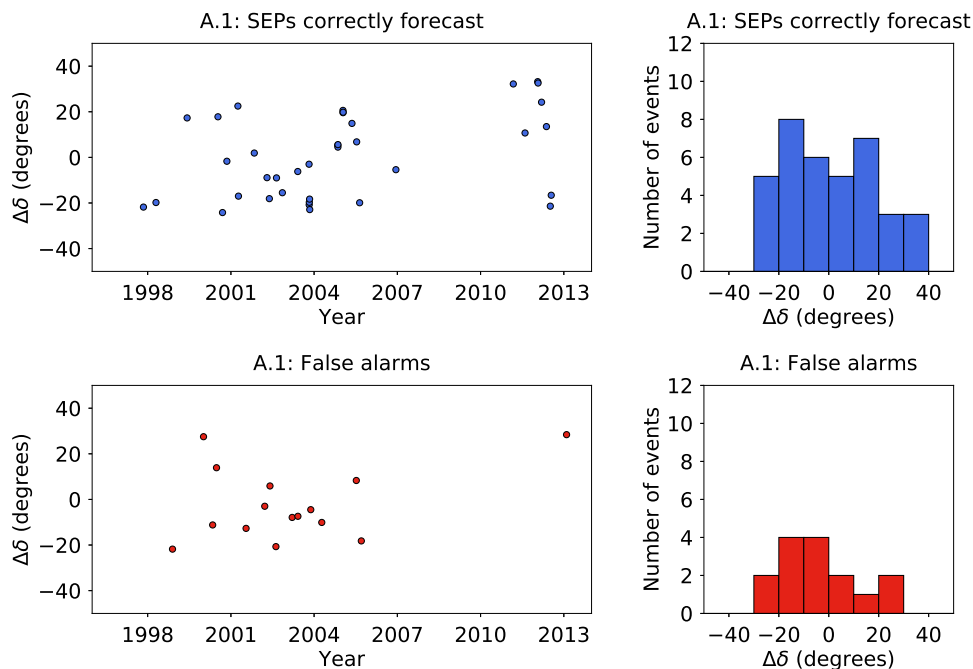 A.1: SEPs correctly forecast
40
20
0
−20
−40
Δδ (degrees)
1998 2001 2004 2007 2010 2013
Year
A.1: SEPs correctly forecast
12
10
8
6
4
2
0
Number of events
−40 −20 0 20 40
Δδ (degrees)
A.1: False alarms
40
20
0
−20
−40
Δδ (degrees)
1998 2001 2004 2007 2010 2013
Year
A.1: False alarms
12
10
8
6
4
2
0
Number of events
−40 −20 0 20 40
Δδ (degrees)